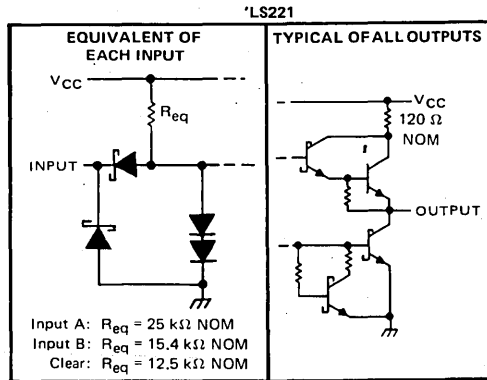 'LS221
EQUIVALENT OF
EACH INPUT
VCC
Req
INPUT
Input A: Req = 25 kΩ NOM
Input B: Req = 15.4 kΩ NOM
Clear: Req = 12.5 kΩ NOM
TYPICAL OF ALL OUTPUTS
VCC
120 Ω
NOM
OUTPUT